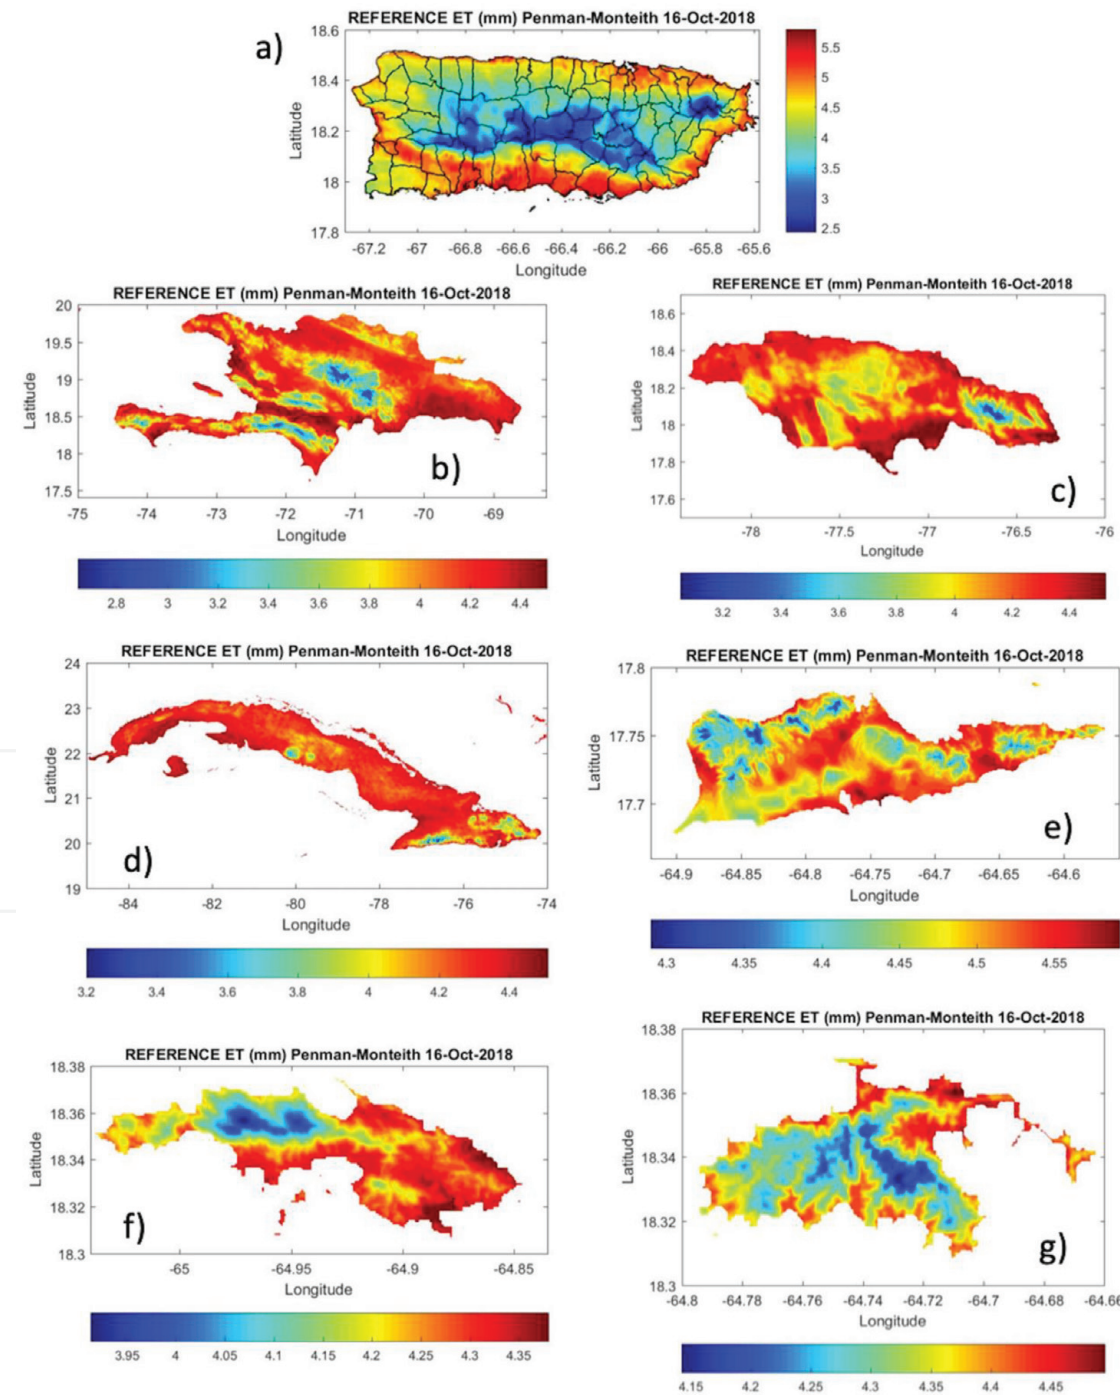 REFERENCE ET (mm) Penman-Monteith 16-Oct-2018
a)
18.6
18.4
18.2
18
17.8
Latitude
-67.2 -67 -66.8 -66.6 -66.4 -66.2 -66 -65.8 -65.6
Longitude
5.5
5
4.5
4
3.5
3
2.5
REFERENCE ET (mm) Penman-Monteith 16-Oct-2018
20
19.5
19
18.5
18
17.5
Latitude
b)
-75 -74 -73 -72 -71 -70 -69
Longitude
2.8 3 3.2 3.4 3.6 3.8 4 4.2 4.4
REFERENCE ET (mm) Penman-Monteith 16-Oct-2018
18.6
18.4
18.2
18
17.8
17.6
Latitude
c)
-78 -77.5 -77 -76.5 -76
Longitude
3.2 3.4 3.6 3.8 4 4.2 4.4
REFERENCE ET (mm) Penman-Monteith 16-Oct-2018
24
23
22
21
20
19
Latitude
d)
-84 -82 -80 -78 -76 -74
Longitude
3.2 3.4 3.6 3.8 4 4.2 4.4
REFERENCE ET (mm) Penman-Monteith 16-Oct-2018
17.8
17.75
17.7
Latitude
e)
-64.9 -64.85 -64.8 -64.75 -64.7 -64.65 -64.6
Longitude
4.3 4.35 4.4 4.45 4.5 4.55
REFERENCE ET (mm) Penman-Monteith 16-Oct-2018
18.38
18.36
18.34
18.32
18.3
Latitude
f)
-65 -64.95 -64.9 -64.85
Longitude
3.95 4 4.05 4.1 4.15 4.2 4.25 4.3 4.35
REFERENCE ET (mm) Penman-Monteith 16-Oct-2018
18.38
18.36
18.34
18.32
18.3
Latitude
g)
-64.8 -64.78 -64.76 -64.74 -64.72 -64.7 -64.68 -64.66
Longitude
4.15 4.2 4.25 4.3 4.35 4.4 4.45